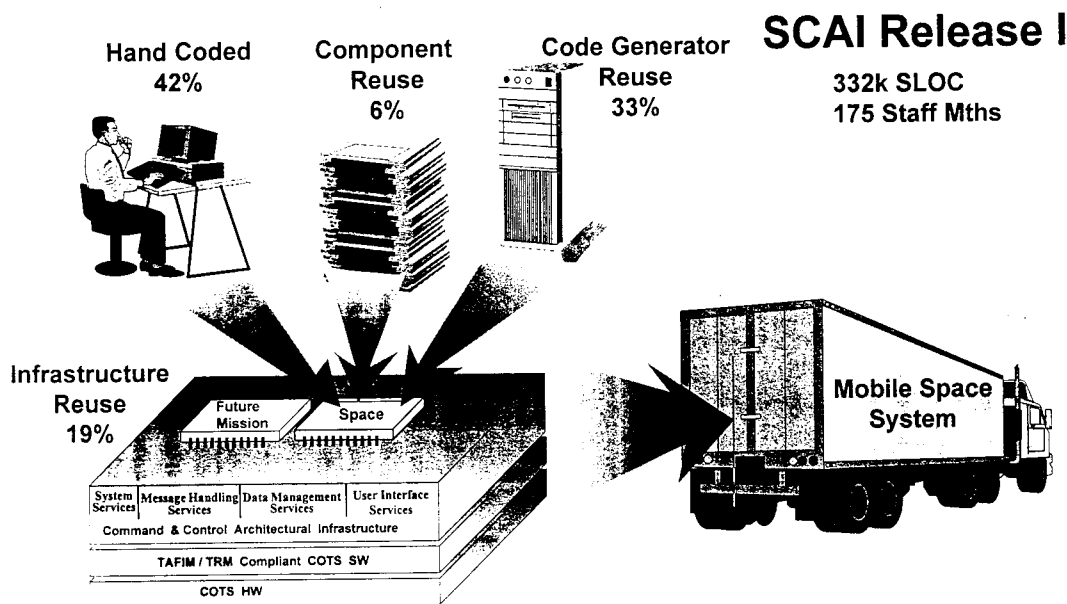 SCAI Release I
332k SLOC
175 Staff Mths
Hand Coded
42%
Component
Reuse
6%
Code Generator
Reuse
33%
Infrastructure
Reuse
19%
Future
Mission
Space
System
Services
Message Handling
Services
Data Management
Services
User Interface
Services
Command & Control Architectural Infrastructure
TAFIM / TRM Compliant COTS SW
COTS HW
Mobile Space
System